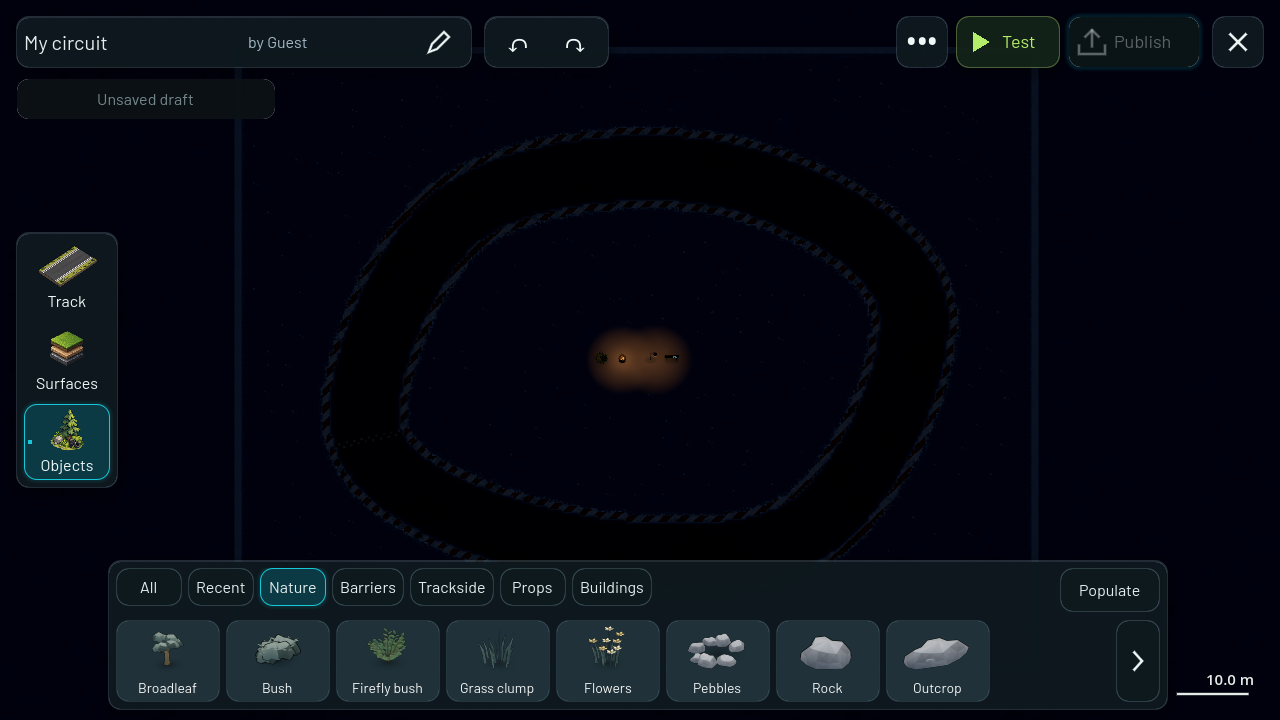 My circuit
by Guest
Test
Publish
Unsaved draft
Track
Surfaces
Objects
All
Recent
Nature
Barriers
Trackside
Props
Buildings
Populate
Broadleaf
Bush
Firefly bush
Grass clump
Flowers
Pebbles
Rock
Outcrop
10.0 m